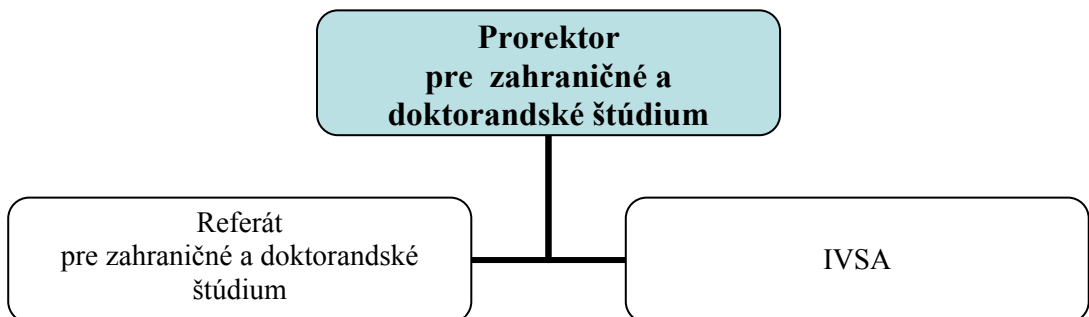 Prorektor
pre zahraničné a
doktorandské štúdium
Referát
pre zahraničné a doktorandské
štúdium
IVSA